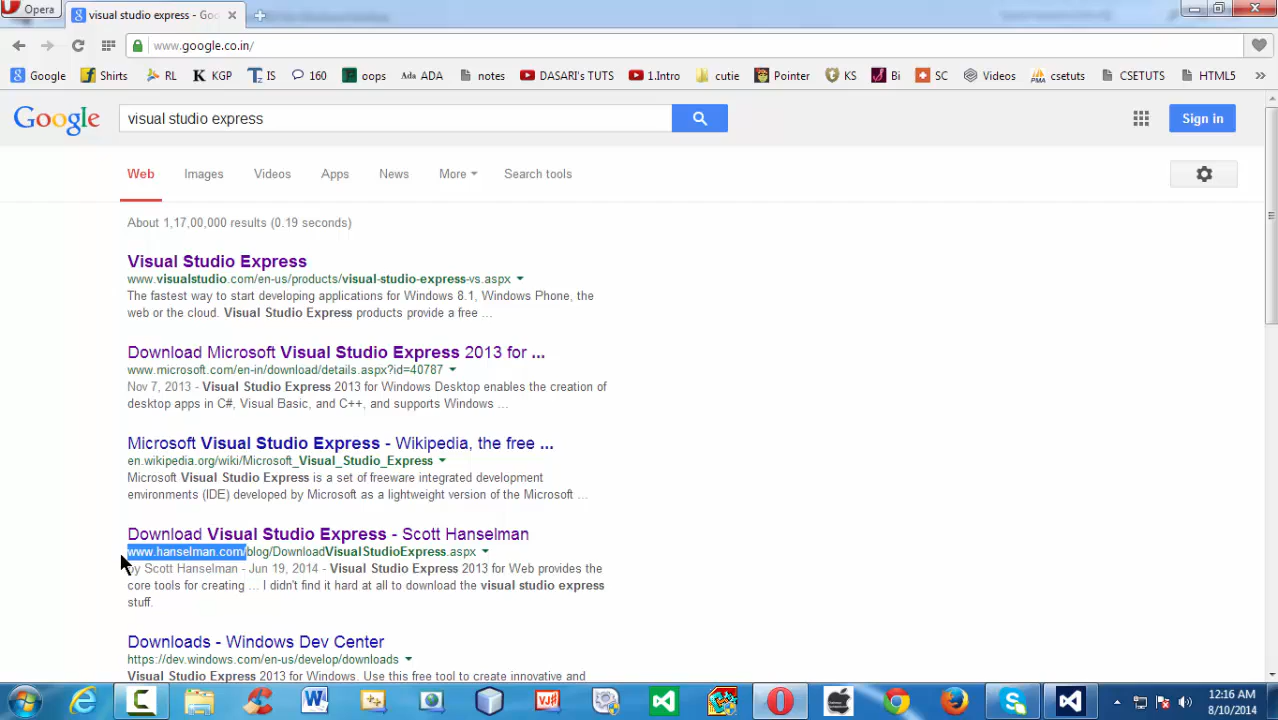 Opera
visual studio express - Goo
www.google.co.in/
Google Shirts RL KGP IS 160 oops Ada ADA notes DASARI's TUTS 1.Intro cutie Pointer KS Bi SC Videos PMA csetuts CSETUTS HTML5 »
Google visual studio express Sign in
Web Images Videos Apps News More Search tools
About 1,17,00,000 results (0.19 seconds)
Visual Studio Express
www.visualstudio.com/en-us/products/visual-studio-express-vs.aspx
The fastest way to start developing applications for Windows 8.1, Windows Phone, the
web or the cloud. Visual Studio Express products provide a free ...
Download Microsoft Visual Studio Express 2013 for ...
www.microsoft.com/en-in/download/details.aspx?id=40787
Nov 7, 2013 - Visual Studio Express 2013 for Windows Desktop enables the creation of
desktop apps in C#, Visual Basic, and C++, and supports Windows ...
Microsoft Visual Studio Express - Wikipedia, the free ...
en.wikipedia.org/wiki/Microsoft_Visual_Studio_Express
Microsoft Visual Studio Express is a set of freeware integrated development
environments (IDE) developed by Microsoft as a lightweight version of the Microsoft ...
Download Visual Studio Express - Scott Hanselman
www.hanselman.com/blog/DownloadVisualStudioExpress.aspx
by Scott Hanselman - Jun 19, 2014 - Visual Studio Express 2013 for Web provides the
core tools for creating ... I didn't find it hard at all to download the visual studio express
stuff.
Downloads - Windows Dev Center
https://dev.windows.com/en-us/develop/downloads
Visual Studio Express 2013 for Windows. Use this free tool to create innovative and
12:16 AM
8/10/2014